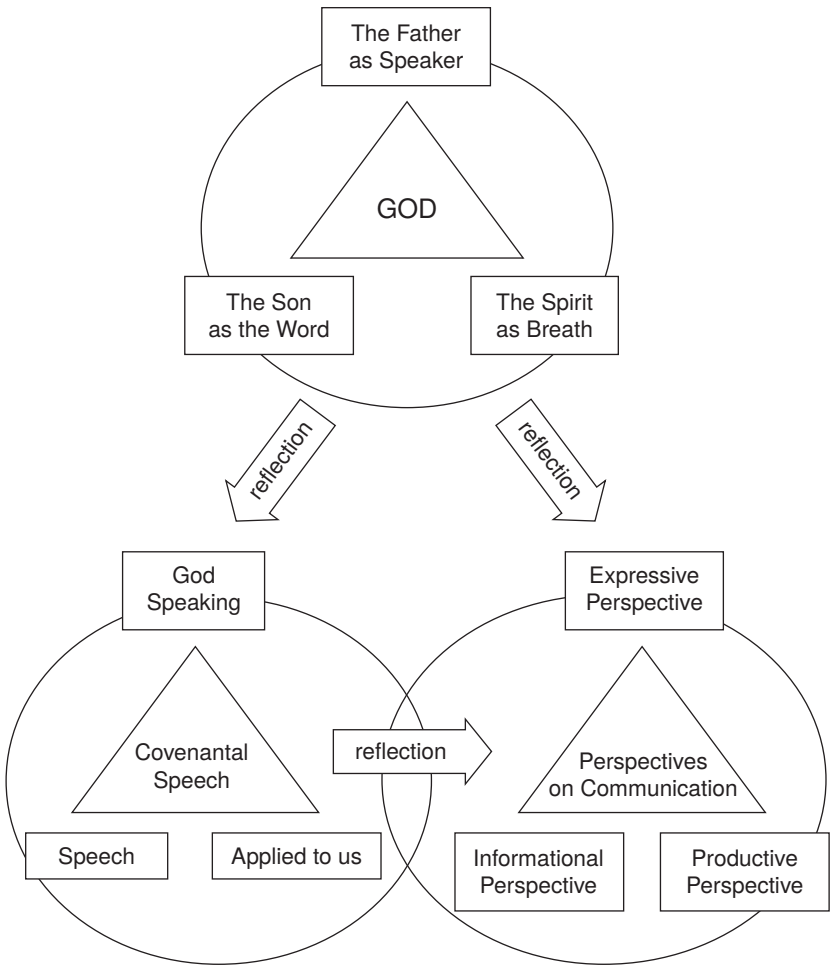 The Father
as Speaker
GOD
The Son
as the Word
The Spirit
as Breath
reflection
reflection
God
Speaking
Covenantal
Speech
Speech
Applied to us
reflection
Expressive
Perspective
Perspectives
on Communication
Informational
Perspective
Productive
Perspective